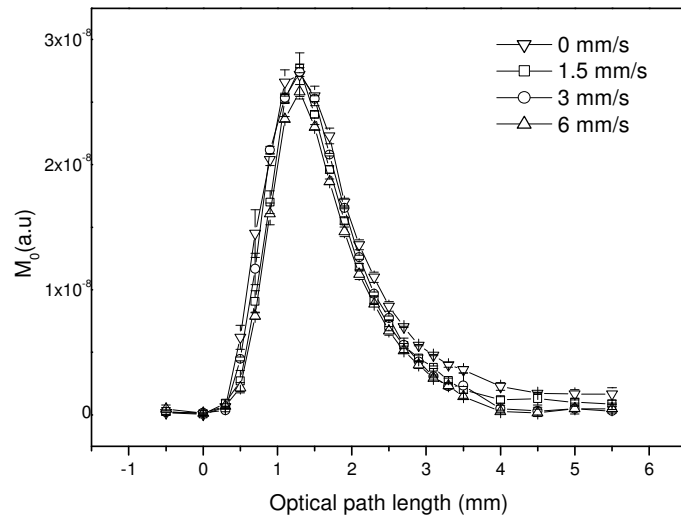 3x10⁻⁸
2x10⁻⁸
1x10⁻⁸
0
M₀(a.u)
0 mm/s
1.5 mm/s
3 mm/s
6 mm/s
-1 0 1 2 3 4 5 6
Optical path length (mm)